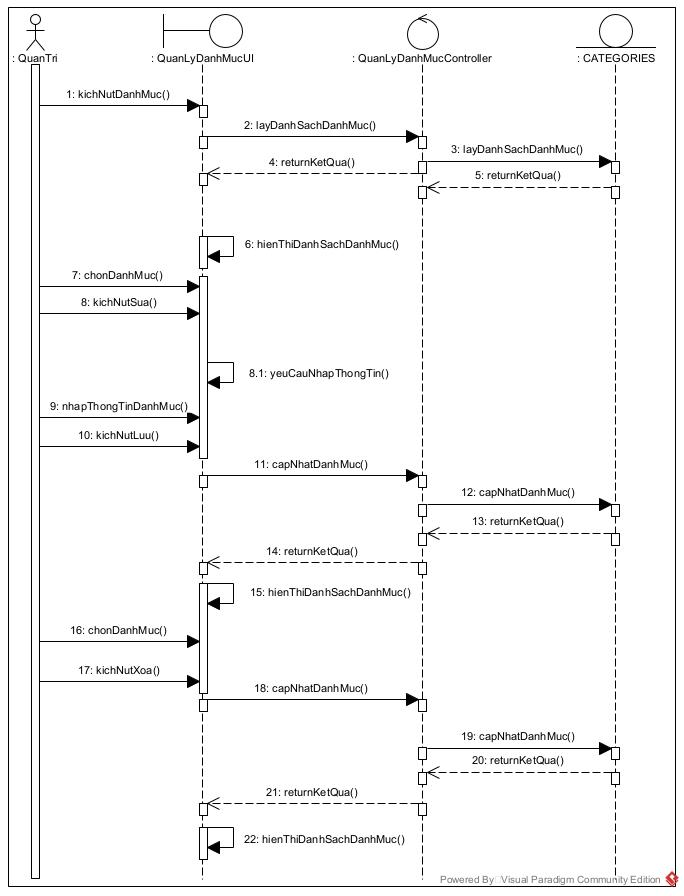 : QuanTri
: QuanLyDanhMucUI
: QuanLyDanhMucController
: CATEGORIES
1: kichNutDanhMuc()
2: layDanhSachDanhMuc()
3: layDanhSachDanhMuc()
4: returnKetQua()
5: returnKetQua()
6: hienThiDanhSachDanhMuc()
7: chonDanhMuc()
8: kichNutSua()
8.1: yeuCauNhapThongTin()
9: nhapThongTinDanhMuc()
10: kichNutLuu()
11: capNhatDanhMuc()
12: capNhatDanhMuc()
13: returnKetQua()
14: returnKetQua()
15: hienThiDanhSachDanhMuc()
16: chonDanhMuc()
17: kichNutXoa()
18: capNhatDanhMuc()
19: capNhatDanhMuc()
20: returnKetQua()
21: returnKetQua()
22: hienThiDanhSachDanhMuc()
Powered By Visual Paradigm Community Edition